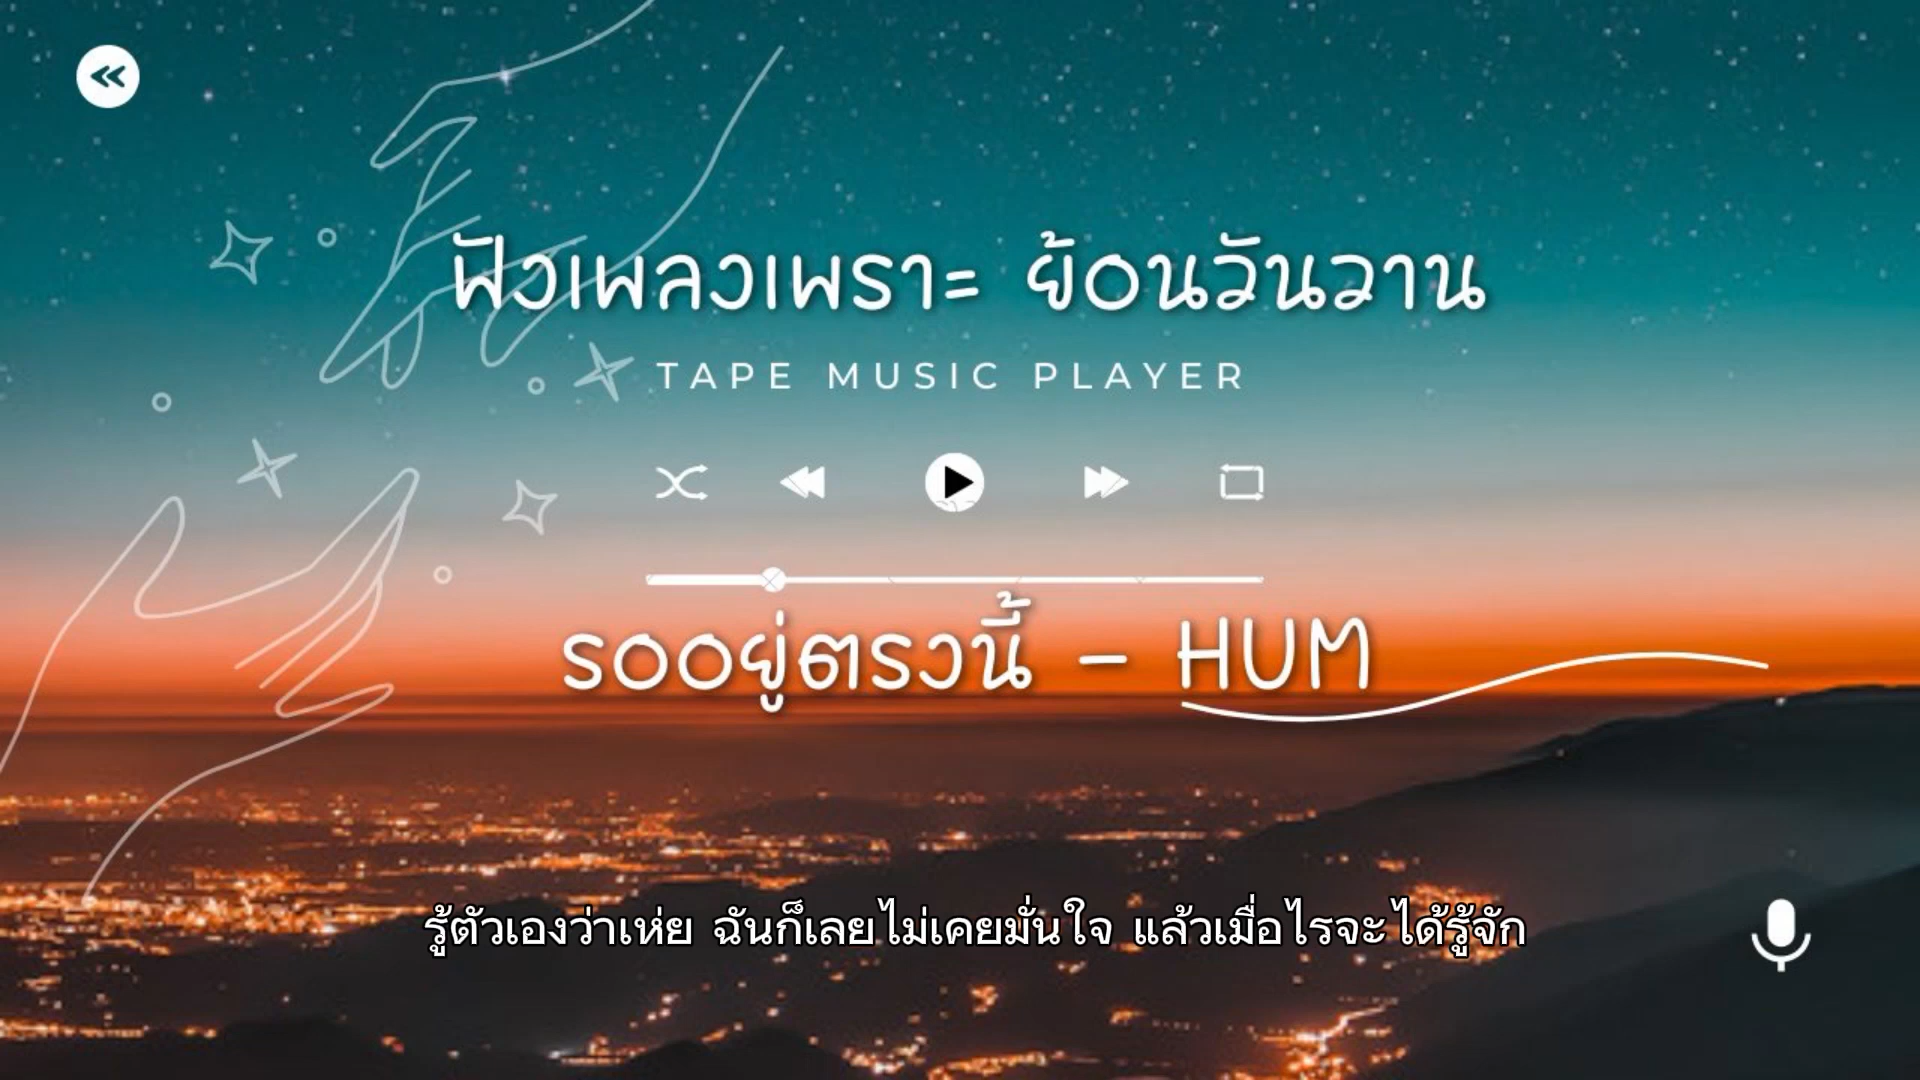 ฟังเพลงเพราะ ย้อนวันวาน
TAPE MUSIC PLAYER
รออยู่ตรงนี้ - HUM
รู้ตัวเองว่าเห่ย ฉันก็เลยไม่เคยมั่นใจ แล้วเมื่อไรจะได้รู้จัก